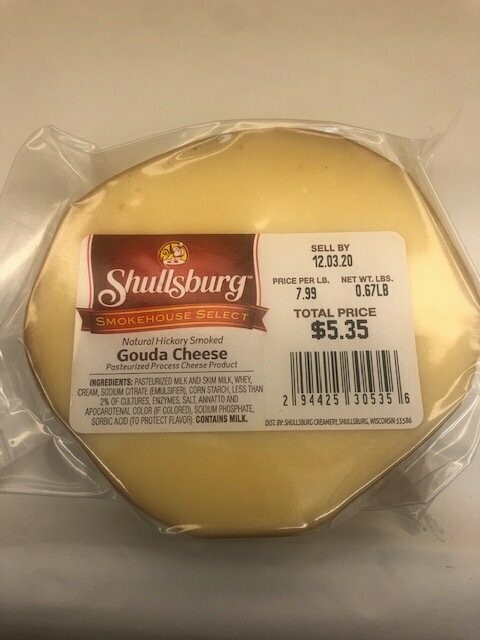 Shullsburg™
SMOKEHOUSE SELECT
Natural Hickory Smoked
Gouda Cheese
Pasteurized Process Cheese Product
INGREDIENTS: PASTEURIZED MILK AND SKIM MILK, WHEY,
CREAM, SODIUM CITRATE (EMULSIFIER), CORN STARCH, LESS THAN
2% OF CULTURES, ENZYMES, SALT, ANNATTO AND
APOCAROTENAL COLOR (IF COLORED), SODIUM PHOSPHATE,
SORBIC ACID (TO PROTECT FLAVOR). CONTAINS MILK.
SELL BY
12.03.20
PRICE PER LB. NET WT. LBS.
7.99 0.67LB
TOTAL PRICE
$5.35
2 94425 30535 6
DIST. BY: SHULLSBURG CREAMERY, SHULLSBURG, WISCONSIN 53586